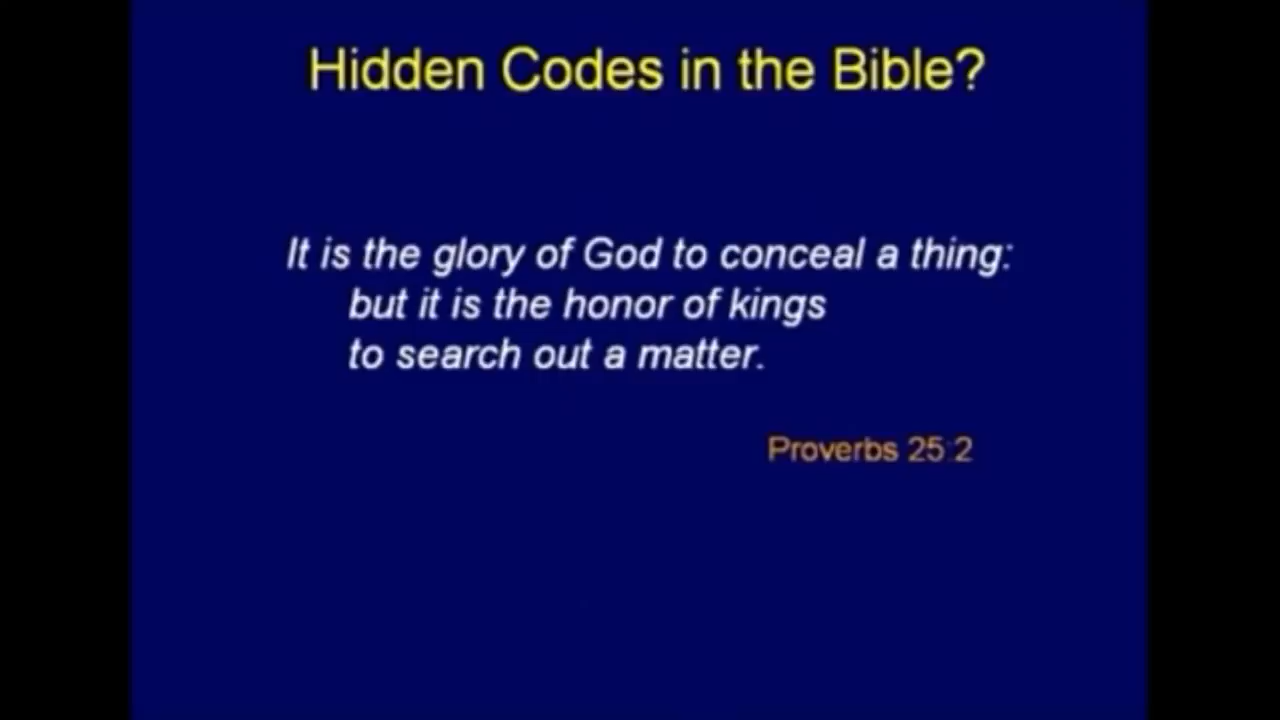 Hidden Codes in the Bible?
It is the glory of God to conceal a thing:
but it is the honor of kings
to search out a matter.
Proverbs 25:2